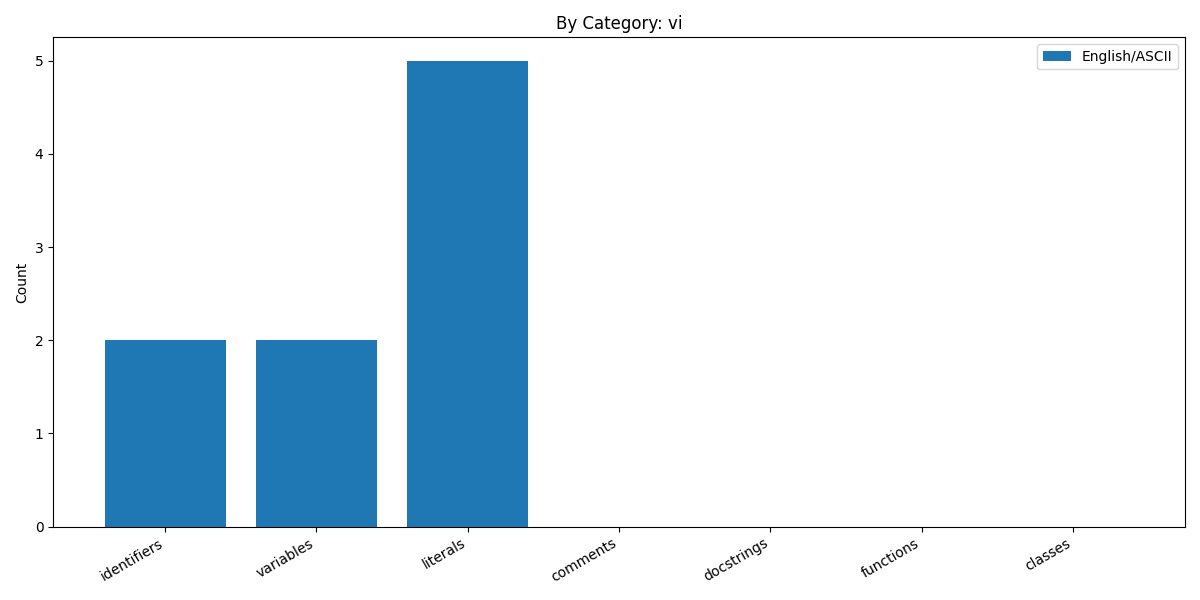 By Category: vi
English/ASCII
Count
5
4
3
2
1
0
identifiers
variables
literals
comments
docstrings
functions
classes